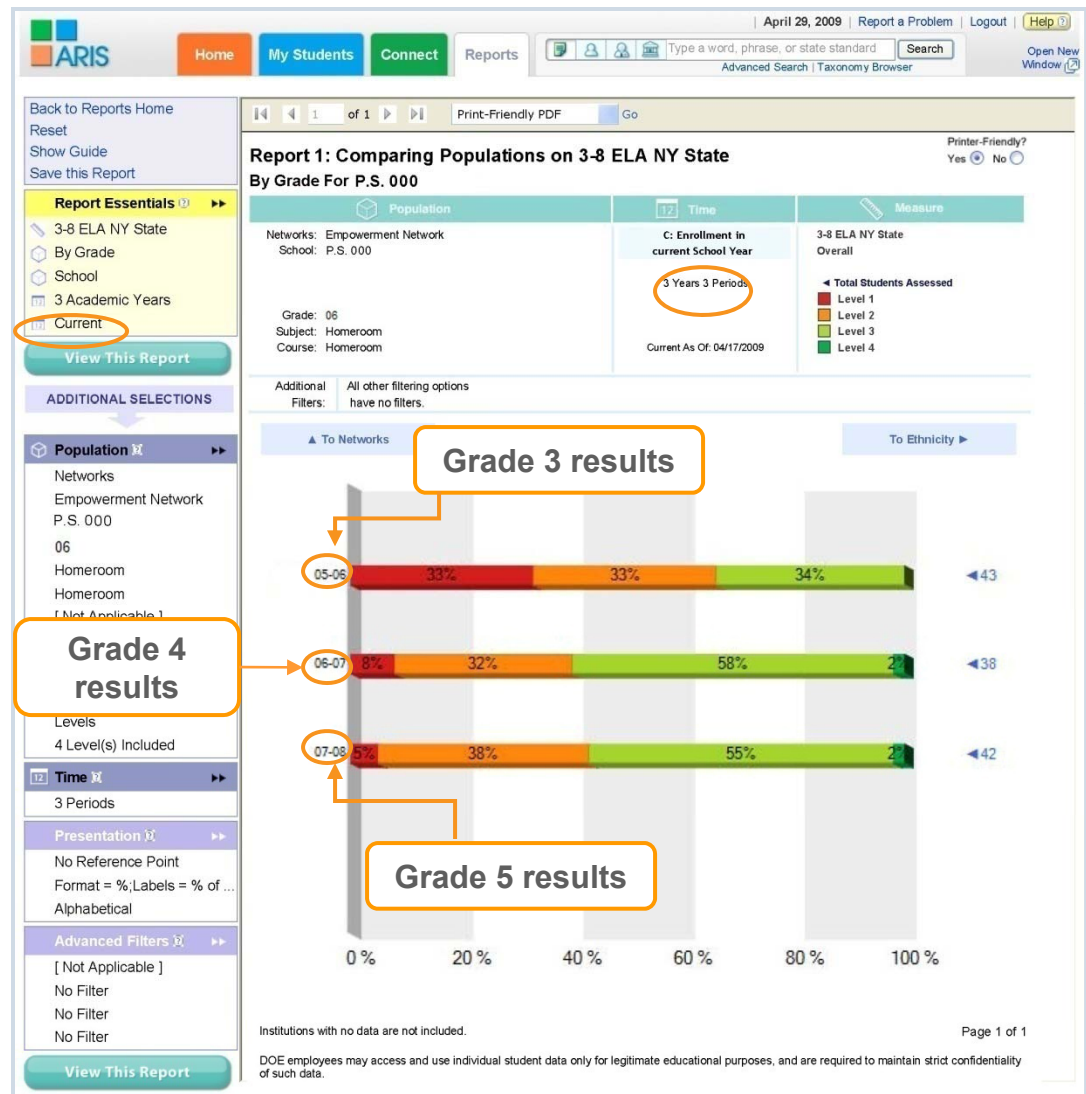 April 29, 2009 | Report a Problem | Logout | Help
ARIS
Home
My Students
Connect
Reports
Type a word, phrase, or state standard
Search
Advanced Search | Taxonomy Browser
Open New
Window
Back to Reports Home
Reset
Show Guide
Save this Report
Report Essentials
3-8 ELA NY State
By Grade
School
3 Academic Years
Current
View This Report
ADDITIONAL SELECTIONS
Population
Networks
Empowerment Network
P.S. 000
06
Homeroom
Homeroom
[ Not Applicable ]
Grade 4
results
Levels
4 Level(s) Included
Time
3 Periods
Presentation
No Reference Point
Format = %;Labels = % of ...
Alphabetical
Advanced Filters
[ Not Applicable ]
No Filter
No Filter
No Filter
View This Report
1 of 1
Print-Friendly PDF
Go
Report 1: Comparing Populations on 3-8 ELA NY State
By Grade For P.S. 000
Printer-Friendly?
Yes No
Population
Networks: Empowerment Network
School: P.S. 000
Grade: 06
Subject: Homeroom
Course: Homeroom
12 Time
C: Enrollment in
current School Year
3 Years 3 Periods
Current As Of: 04/17/2009
Measure
3-8 ELA NY State
Overall
◄ Total Students Assessed
Level 1
Level 2
Level 3
Level 4
Additional
Filters:
All other filtering options
have no filters.
▲ To Networks
To Ethnicity ►
Grade 3 results
05-06 33% 33% 34% ◄43
06-07 8% 32% 58% 2% ◄38
07-08 5% 38% 55% 2% ◄42
Grade 5 results
0 % 20 % 40 % 60 % 80 % 100 %
Institutions with no data are not included.
Page 1 of 1
DOE employees may access and use individual student data only for legitimate educational purposes, and are required to maintain strict confidentiality
of such data.